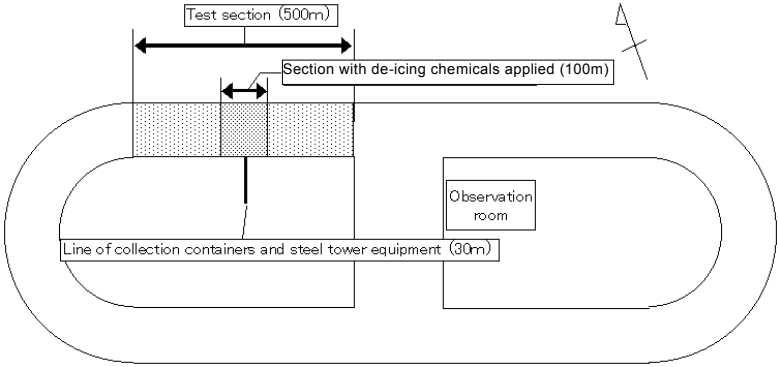 Test section (500m)
Section with de-icing chemicals applied (100m)
Observation
room
Line of collection containers and steel tower equipment (30m)